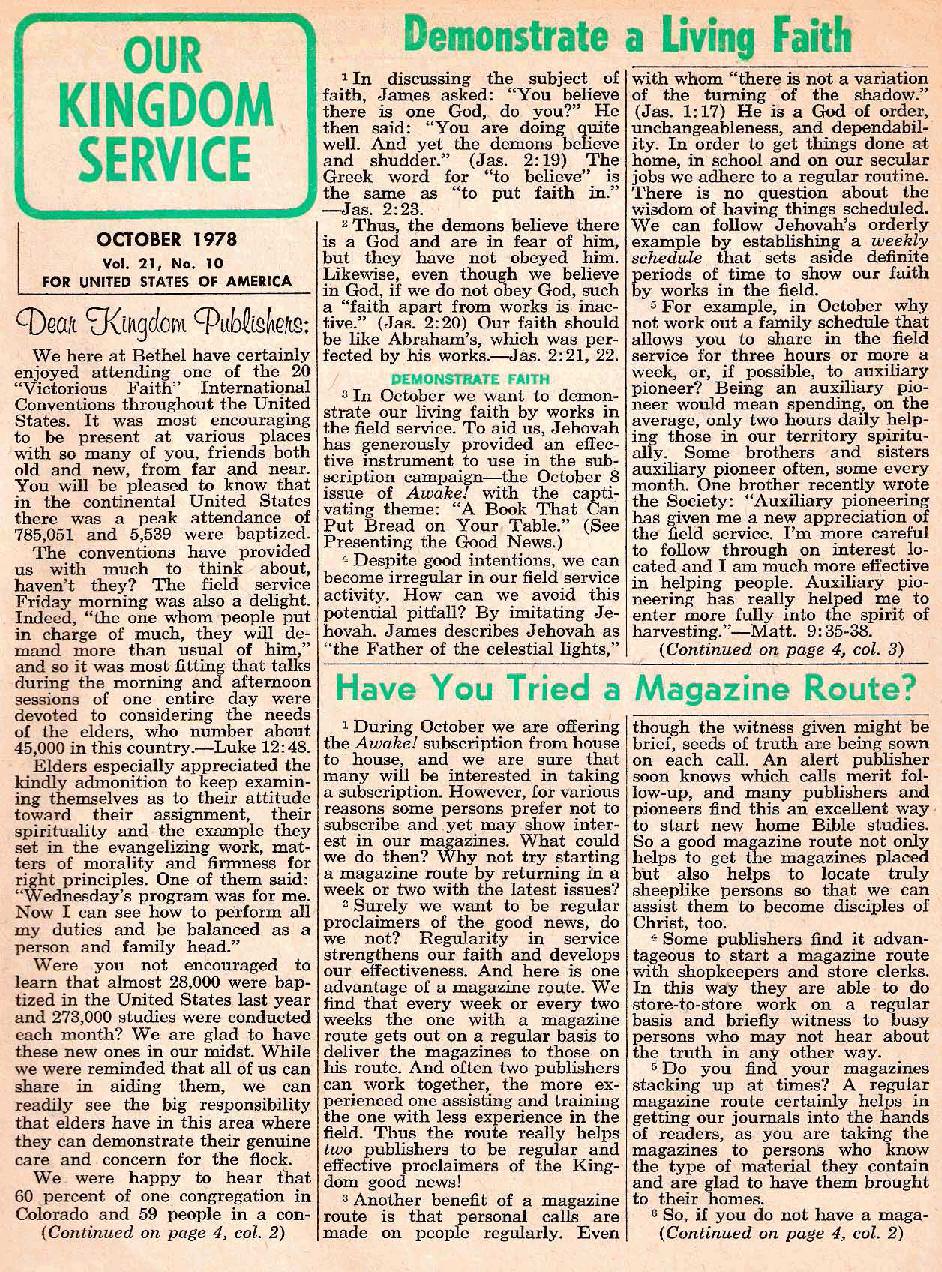 OUR
KINGDOM
SERVICE
OCTOBER 1978
Vol. 21, No. 10
FOR UNITED STATES OF AMERICA
Dear Kingdom Publishers:
We here at Bethel have certainly
enjoyed attending one of the 20
“Victorious Faith” International
Conventions throughout the United
States. It was most encouraging
to be present at various places
with so many of you, friends both
old and new, from far and near.
You will be pleased to know that
in the continental United States
there was a peak attendance of
785,051 and 5,539 were baptized.
The conventions have provided
us with much to think about,
haven't they? The field service
Friday morning was also a delight.
Indeed, “the one whom people put
in charge of much, they will de-
mand more than usual of him,”
and so it was most fitting that talks
during the morning and afternoon
sessions of one entire day were
devoted to considering the needs
of the elders, who number about
45,000 in this country.—Luke 12:48.
Elders especially appreciated the
kindly admonition to keep examin-
ing themselves as to their attitude
toward their assignment, their
spirituality and the example they
set in the evangelizing work, mat-
ters of morality and firmness for
right principles. One of them said:
“Wednesday's program was for me.
Now I can see how to perform all
my duties and be balanced as a
person and family head.”
Were you not encouraged to
learn that almost 28,000 were bap-
tized in the United States last year
and 273,000 studies were conducted
each month? We are glad to have
these new ones in our midst. While
we were reminded that all of us can
share in aiding them, we can
readily see the big responsibility
that elders have in this area where
they can demonstrate their genuine
care and concern for the flock.
We were happy to hear that
60 percent of one congregation in
Colorado and 59 people in a con-
(Continued on page 4, col. 2)
Demonstrate a Living Faith
1 In discussing the subject of
faith, James asked: “You believe
there is one God, do you?” He
then said: “You are doing quite
well. And yet the demons believe
and shudder.” (Jas. 2:19) The
Greek word for “to believe” is
the same as “to put faith in.”
—Jas. 2:23.
2 Thus, the demons believe there
is a God and are in fear of him,
but they have not obeyed him.
Likewise, even though we believe
in God, if we do not obey God, such
a “faith apart from works is inac-
tive.” (Jas. 2:20) Our faith should
be like Abraham's, which was per-
fected by his works.—Jas. 2:21, 22.
DEMONSTRATE FAITH
3 In October we want to demon-
strate our living faith by works in
the field service. To aid us, Jehovah
has generously provided an effec-
tive instrument to use in the sub-
scription campaign—the October 8
issue of Awake! with the capti-
vating theme: “A Book That Can
Put Bread on Your Table.” (See
Presenting the Good News.)
4 Despite good intentions, we can
become irregular in our field service
activity. How can we avoid this
potential pitfall? By imitating Je-
hovah. James describes Jehovah as
“the Father of the celestial lights,”
with whom “there is not a variation
of the turning of the shadow.”
(Jas. 1:17) He is a God of order,
unchangeableness, and dependabil-
ity. In order to get things done at
home, in school and on our secular
jobs we adhere to a regular routine.
There is no question about the
wisdom of having things scheduled.
We can follow Jehovah's orderly
example by establishing a weekly
schedule that sets aside definite
periods of time to show our faith
by works in the field.
5 For example, in October why
not work out a family schedule that
allows you to share in the field
service for three hours or more a
week, or, if possible, to auxiliary
pioneer? Being an auxiliary pio-
neer would mean spending, on the
average, only two hours daily help-
ing those in our territory spiritu-
ally. Some brothers and sisters
auxiliary pioneer often, some every
month. One brother recently wrote
the Society: “Auxiliary pioneering
has given me a new appreciation of
the field service. I'm more careful
to follow through on interest lo-
cated and I am much more effective
in helping people. Auxiliary pio-
neering has really helped me to
enter more fully into the spirit of
harvesting.”—Matt. 9:35-38.
(Continued on page 4, col. 3)
Have You Tried a Magazine Route?
1 During October we are offering
the Awake! subscription from house
to house, and we are sure that
many will be interested in taking
a subscription. However, for various
reasons some persons prefer not to
subscribe and yet may show inter-
est in our magazines. What could
we do then? Why not try starting
a magazine route by returning in a
week or two with the latest issues?
2 Surely we want to be regular
proclaimers of the good news, do
we not? Regularity in service
strengthens our faith and develops
our effectiveness. And here is one
advantage of a magazine route. We
find that every week or every two
weeks the one with a magazine
route gets out on a regular basis to
deliver the magazines to those on
his route. And often two publishers
can work together, the more ex-
perienced one assisting and training
the one with less experience in the
field. Thus the route really helps
two publishers to be regular and
effective proclaimers of the King-
dom good news!
3 Another benefit of a magazine
route is that personal calls are
made on people regularly. Even
though the witness given might be
brief, seeds of truth are being sown
on each call. An alert publisher
soon knows which calls merit fol-
low-up, and many publishers and
pioneers find this an excellent way
to start new home Bible studies.
So a good magazine route not only
helps to get the magazines placed
but also helps to locate truly
sheeplike persons so that we can
assist them to become disciples of
Christ, too.
4 Some publishers find it advan-
tageous to start a magazine route
with shopkeepers and store clerks.
In this way they are able to do
store-to-store work on a regular
basis and briefly witness to busy
persons who may not hear about
the truth in any other way.
5 Do you find your magazines
stacking up at times? A regular
magazine route certainly helps in
getting our journals into the hands
of readers, as you are taking the
magazines to persons who know
the type of material they contain
and are glad to have them brought
to their homes.
6 So, if you do not have a maga-
(Continued on page 4, col. 2)